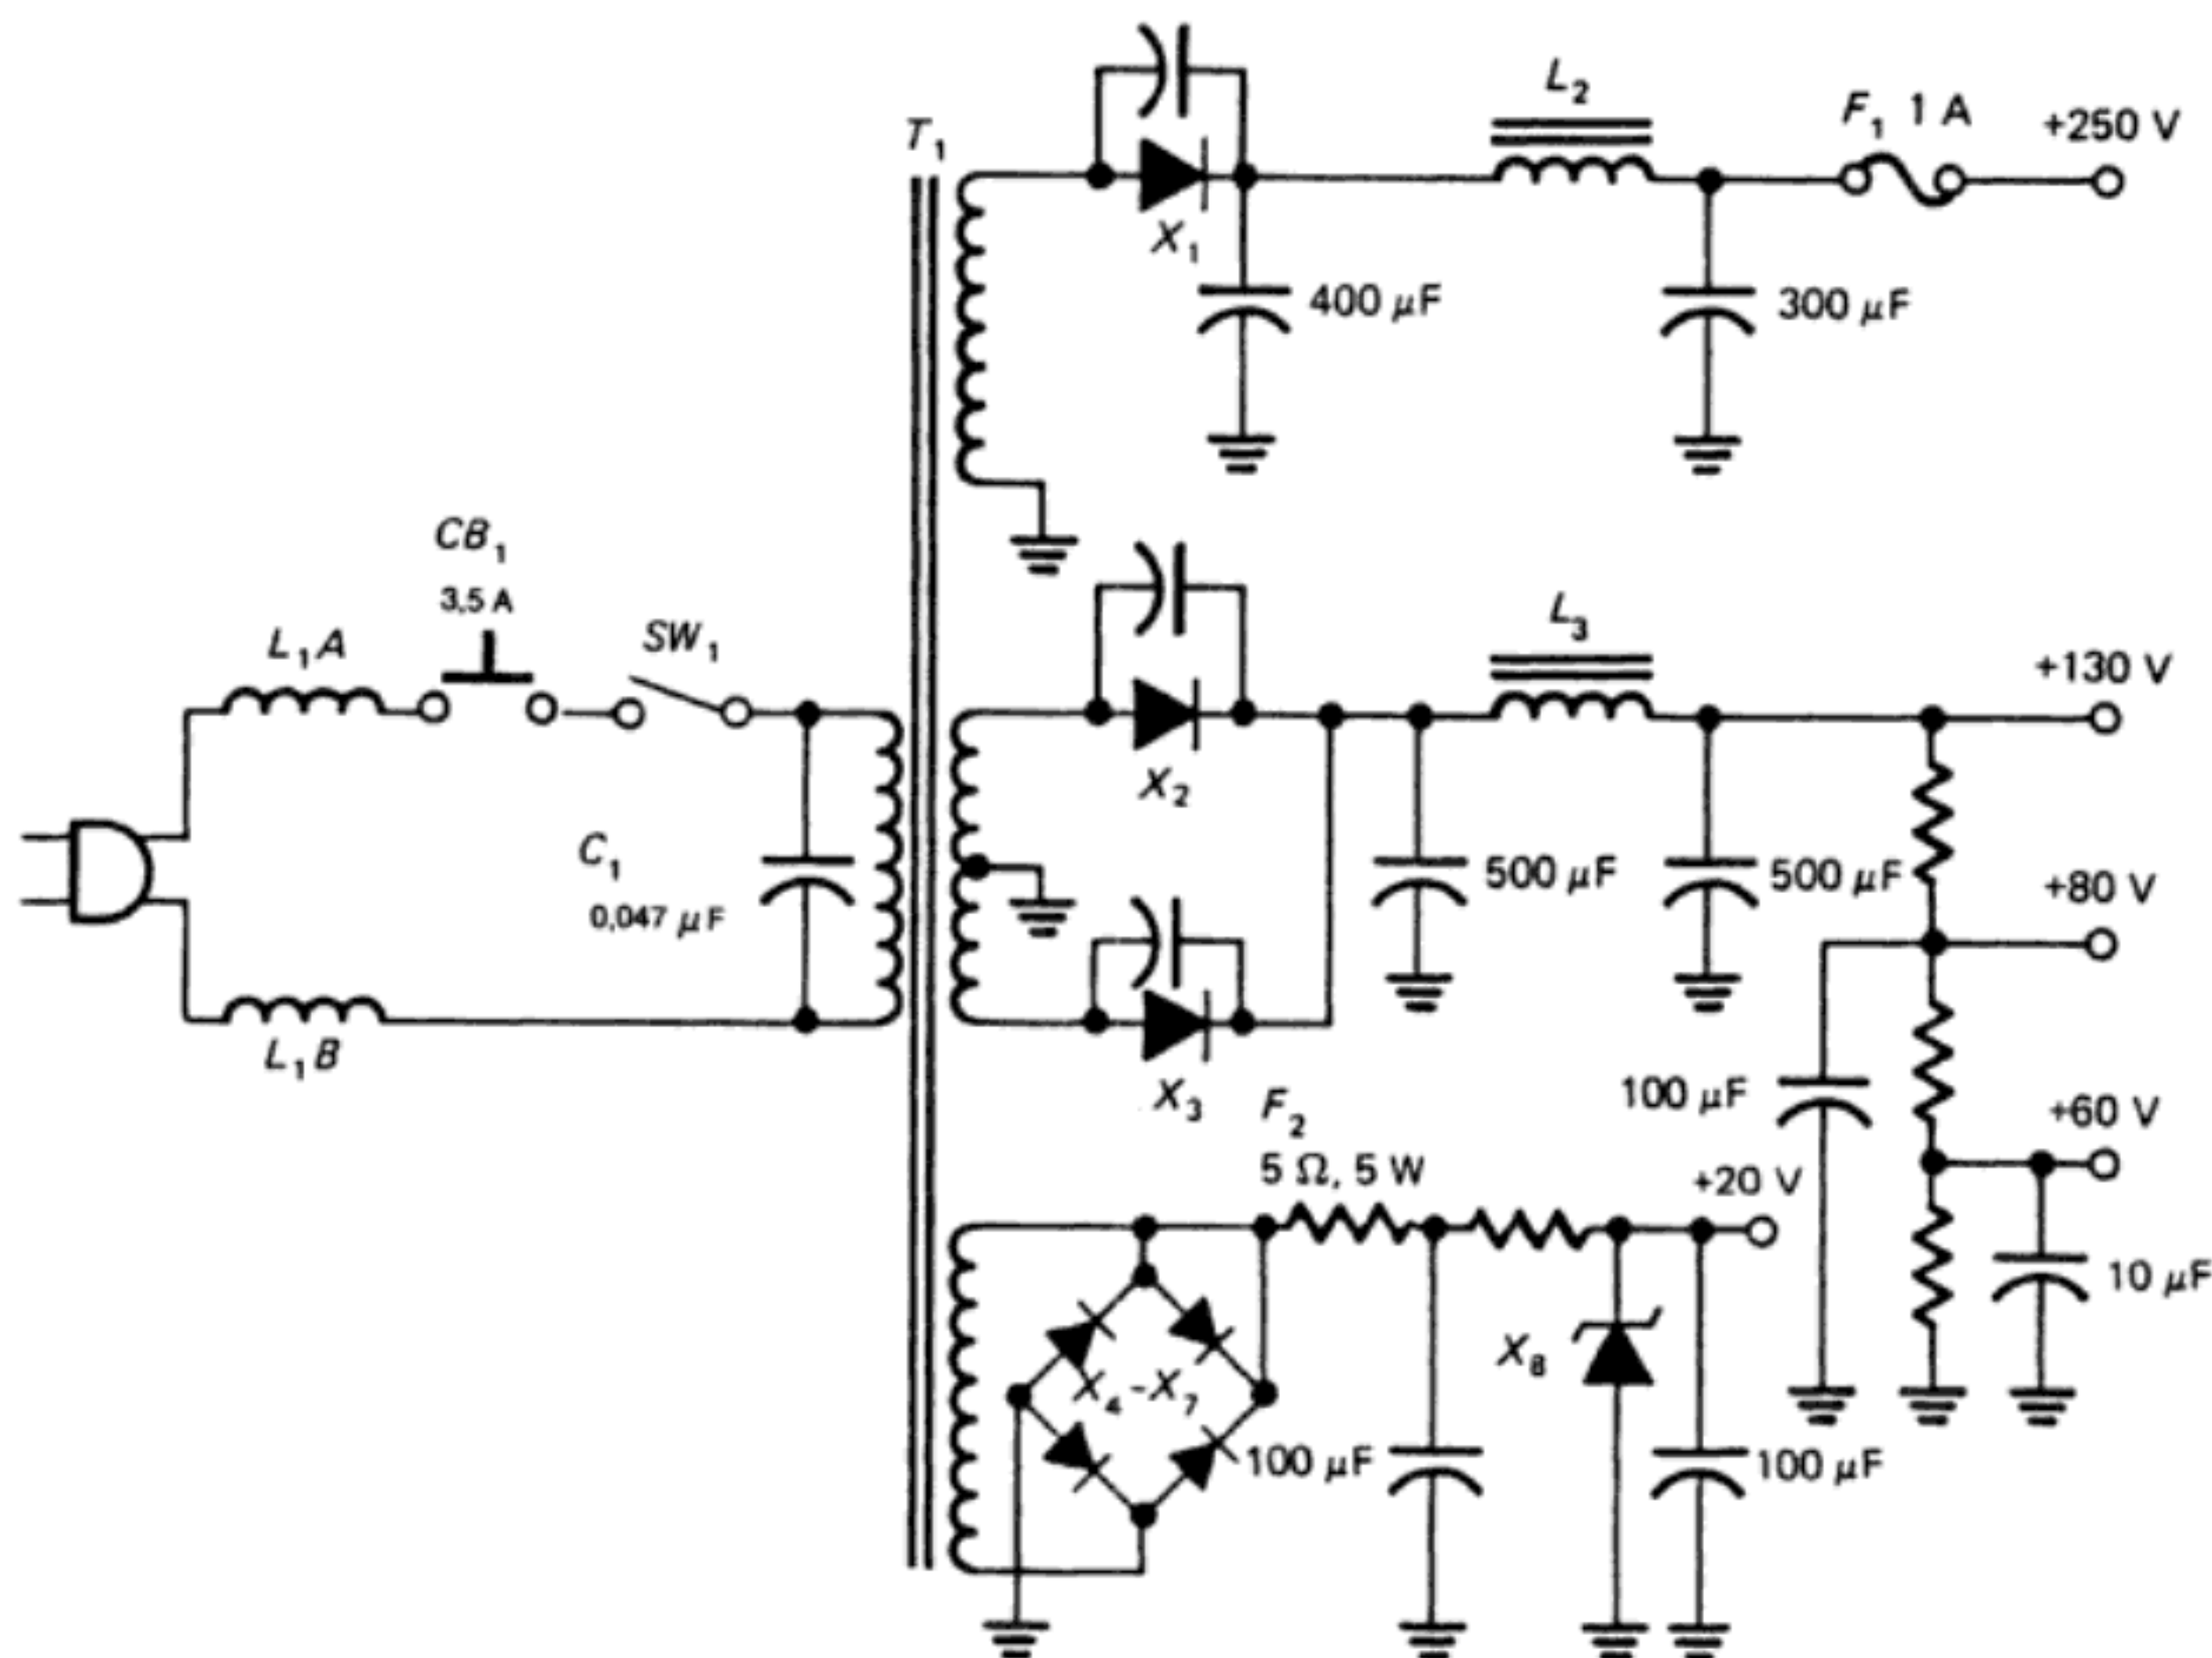 T₁
L₂
F₁ 1 A
+250 V
X₁
400 μF
300 μF
CB₁
3,5 A
L₁A
SW₁
C₁
0,047 μF
L₁B
L₃
+130 V
X₂
500 μF
500 μF
+80 V
X₃
100 μF
+60 V
F₂
5 Ω, 5 W
+20 V
10 μF
X₄-X₇
X₈
100 μF
100 μF